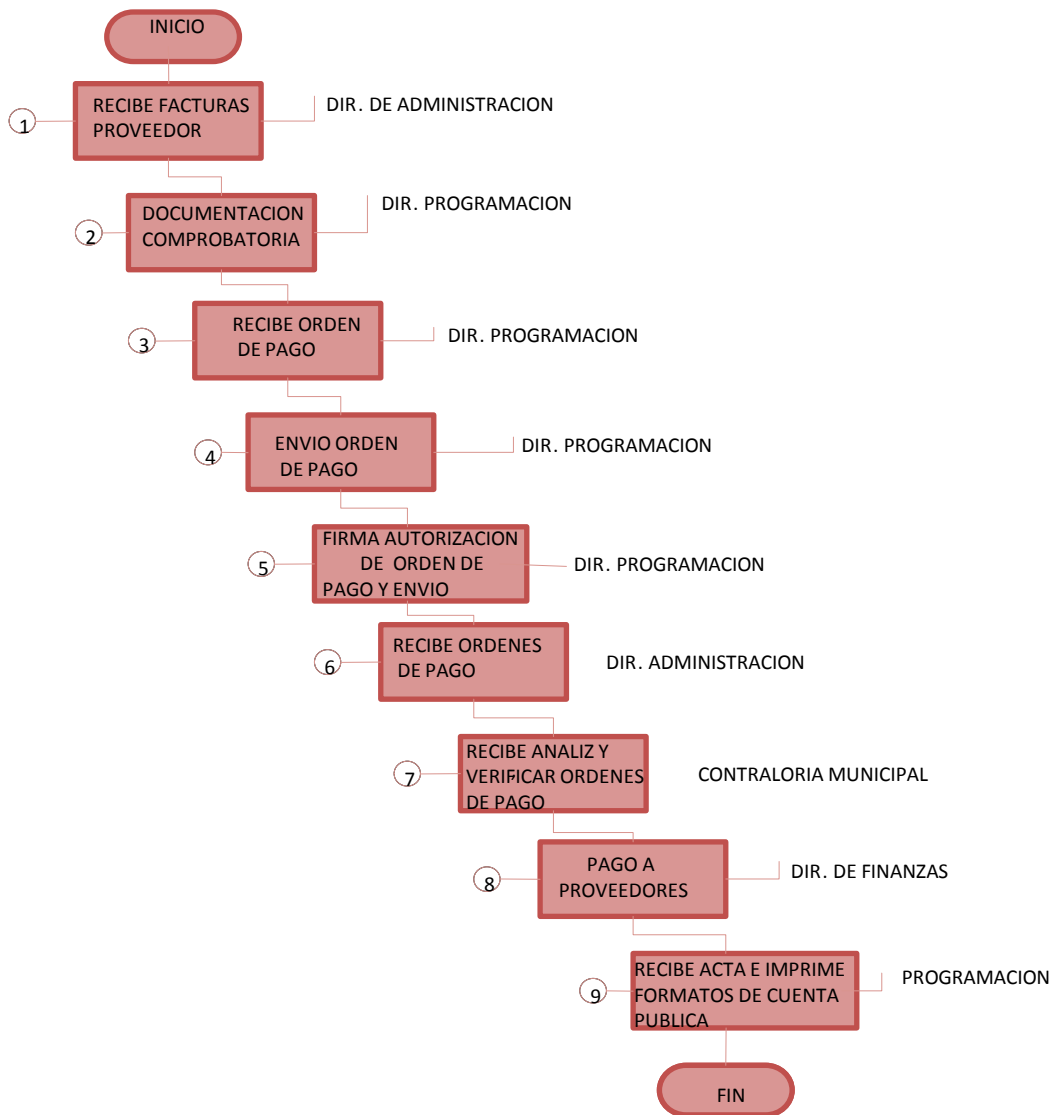 INICIO
1
RECIBE FACTURAS
PROVEEDOR
DIR. DE ADMINISTRACION
2
DOCUMENTACION
COMPROBATORIA
DIR. PROGRAMACION
3
RECIBE ORDEN
DE PAGO
DIR. PROGRAMACION
4
ENVIO ORDEN
DE PAGO
DIR. PROGRAMACION
5
FIRMA AUTORIZACION
DE ORDEN DE
PAGO Y ENVIO
DIR. PROGRAMACION
6
RECIBE ORDENES
DE PAGO
DIR. ADMINISTRACION
7
RECIBE ANALIZ Y
VERIFICAR ORDENES
DE PAGO
CONTRALORIA MUNICIPAL
8
PAGO A
PROVEEDORES
DIR. DE FINANZAS
9
RECIBE ACTA E IMPRIME
FORMATOS DE CUENTA
PUBLICA
PROGRAMACION
FIN